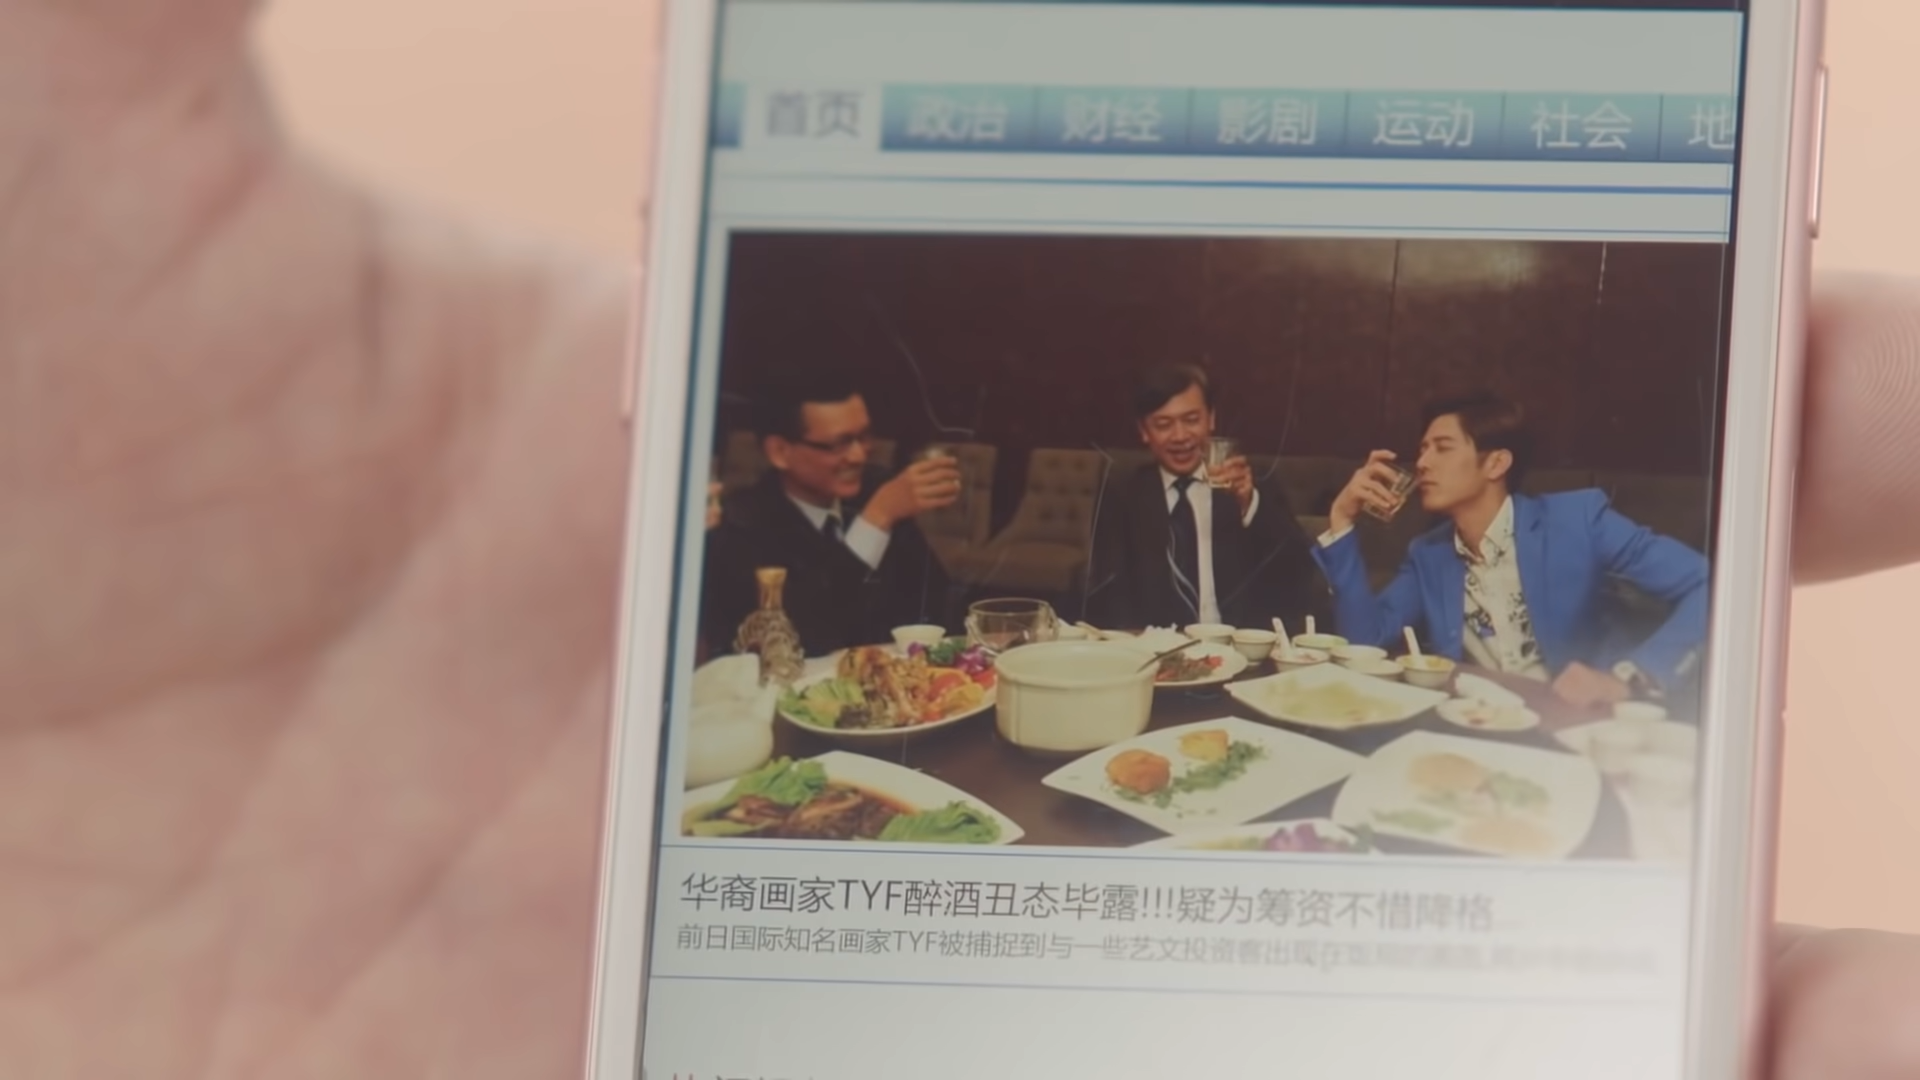 首页 政治 财经 影剧 运动 社会 地
华裔画家TYF醉酒丑态毕露!!!疑为筹资不惜降格...
前日国际知名画家TYF被捕捉到与一些艺文投资客出现在